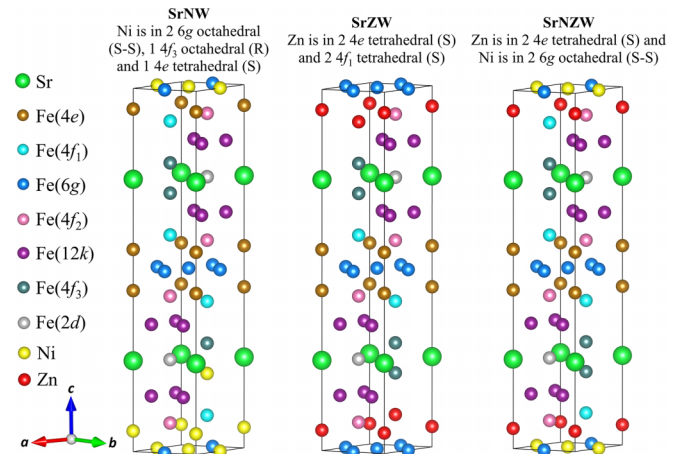 SrNW
Ni is in 2 6g octahedral
(S-S), 1 4f₃ octahedral (R)
and 1 4e tetrahedral (S)
SrZW
Zn is in 2 4e tetrahedral (S)
and 2 4f₁ tetrahedral (S)
SrNZW
Zn is in 2 4e tetrahedral (S) and
Ni is in 2 6g octahedral (S-S)
Sr
Fe(4e)
Fe(4f₁)
Fe(6g)
Fe(4f₂)
Fe(12k)
Fe(4f₃)
Fe(2d)
Ni
Zn
c
a
b